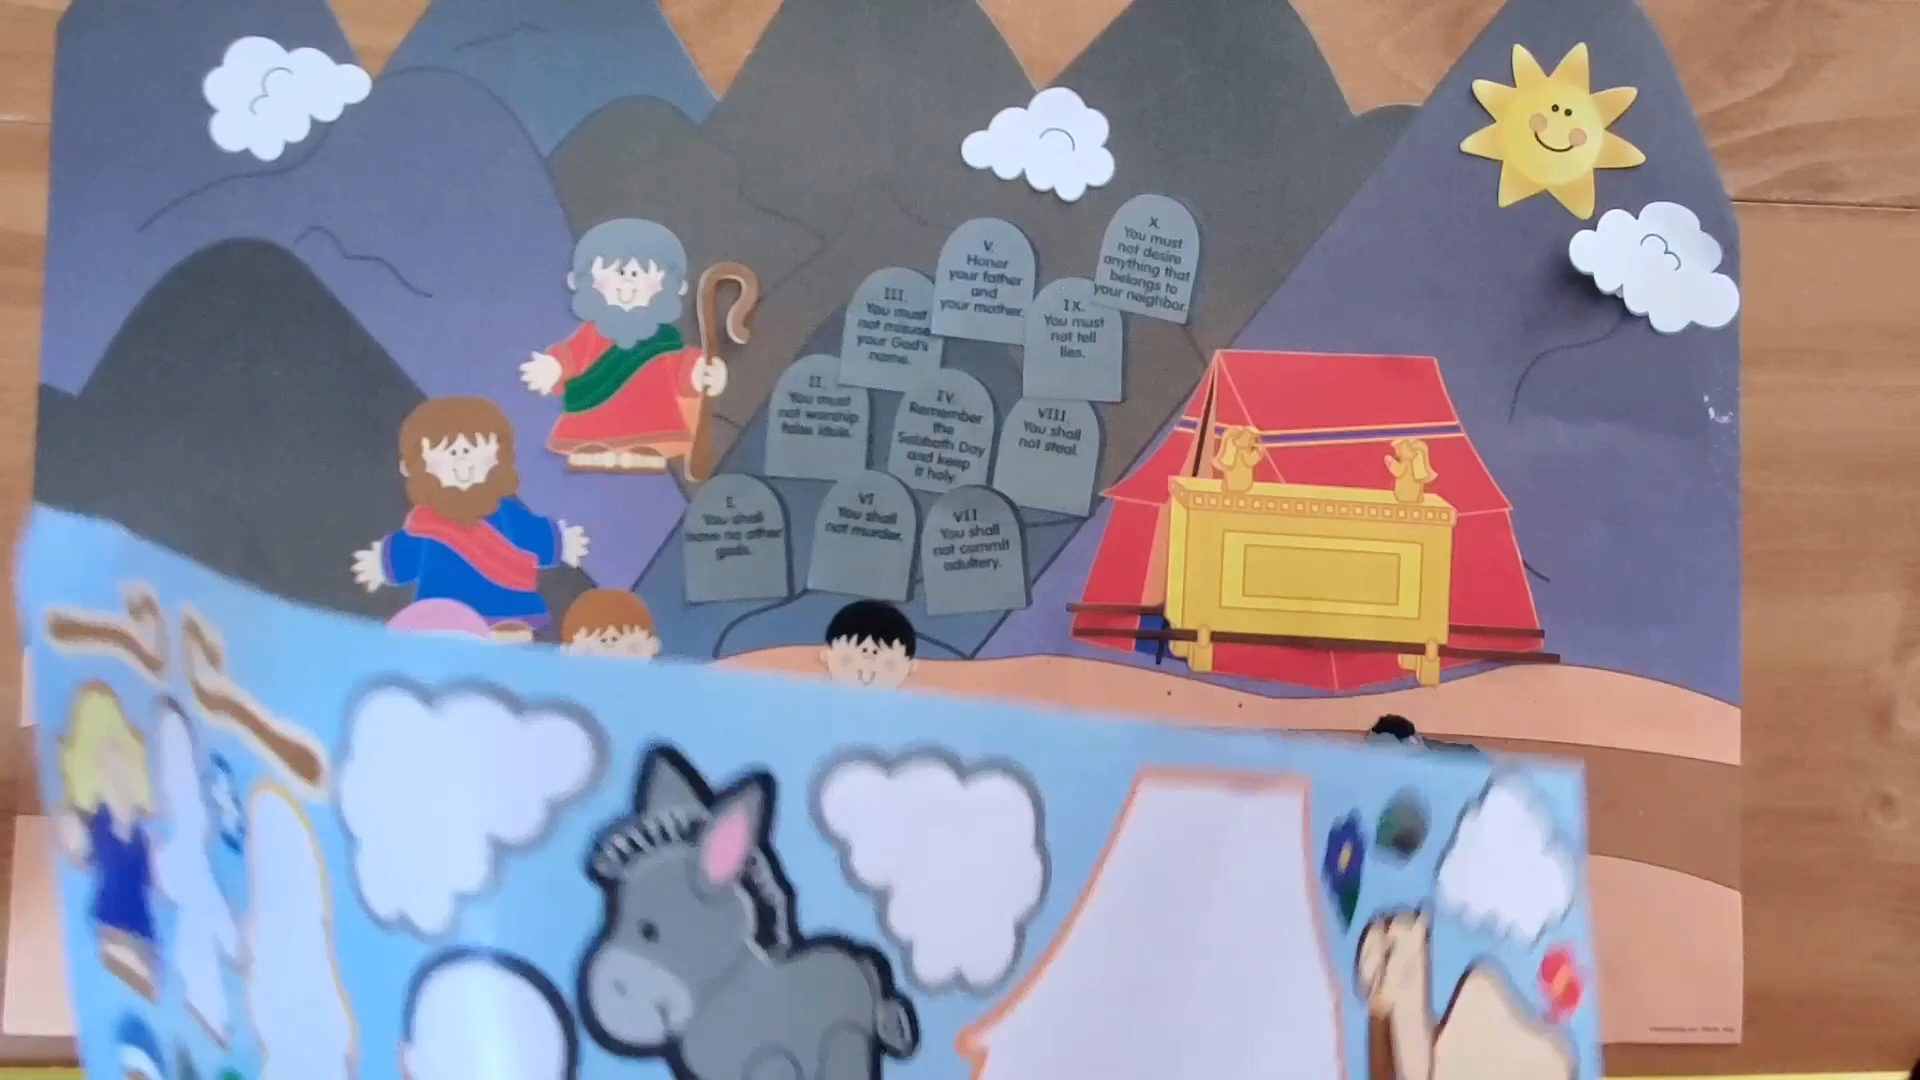 X.
You must
not desire
anything that
belongs to
your neighbor.
V.
Honor
your father
and
your mother.
III.
You must
not misuse
your God's
name.
IX.
You must
not tell
lies.
II.
You must
not worship
false idols.
IV.
Remember
the
Sabbath Day
and keep
it holy.
VIII.
You shall
not steal.
I.
You shall
have no other
gods.
VI
You shall
not murder.
VII
You shall
not commit
adultery.